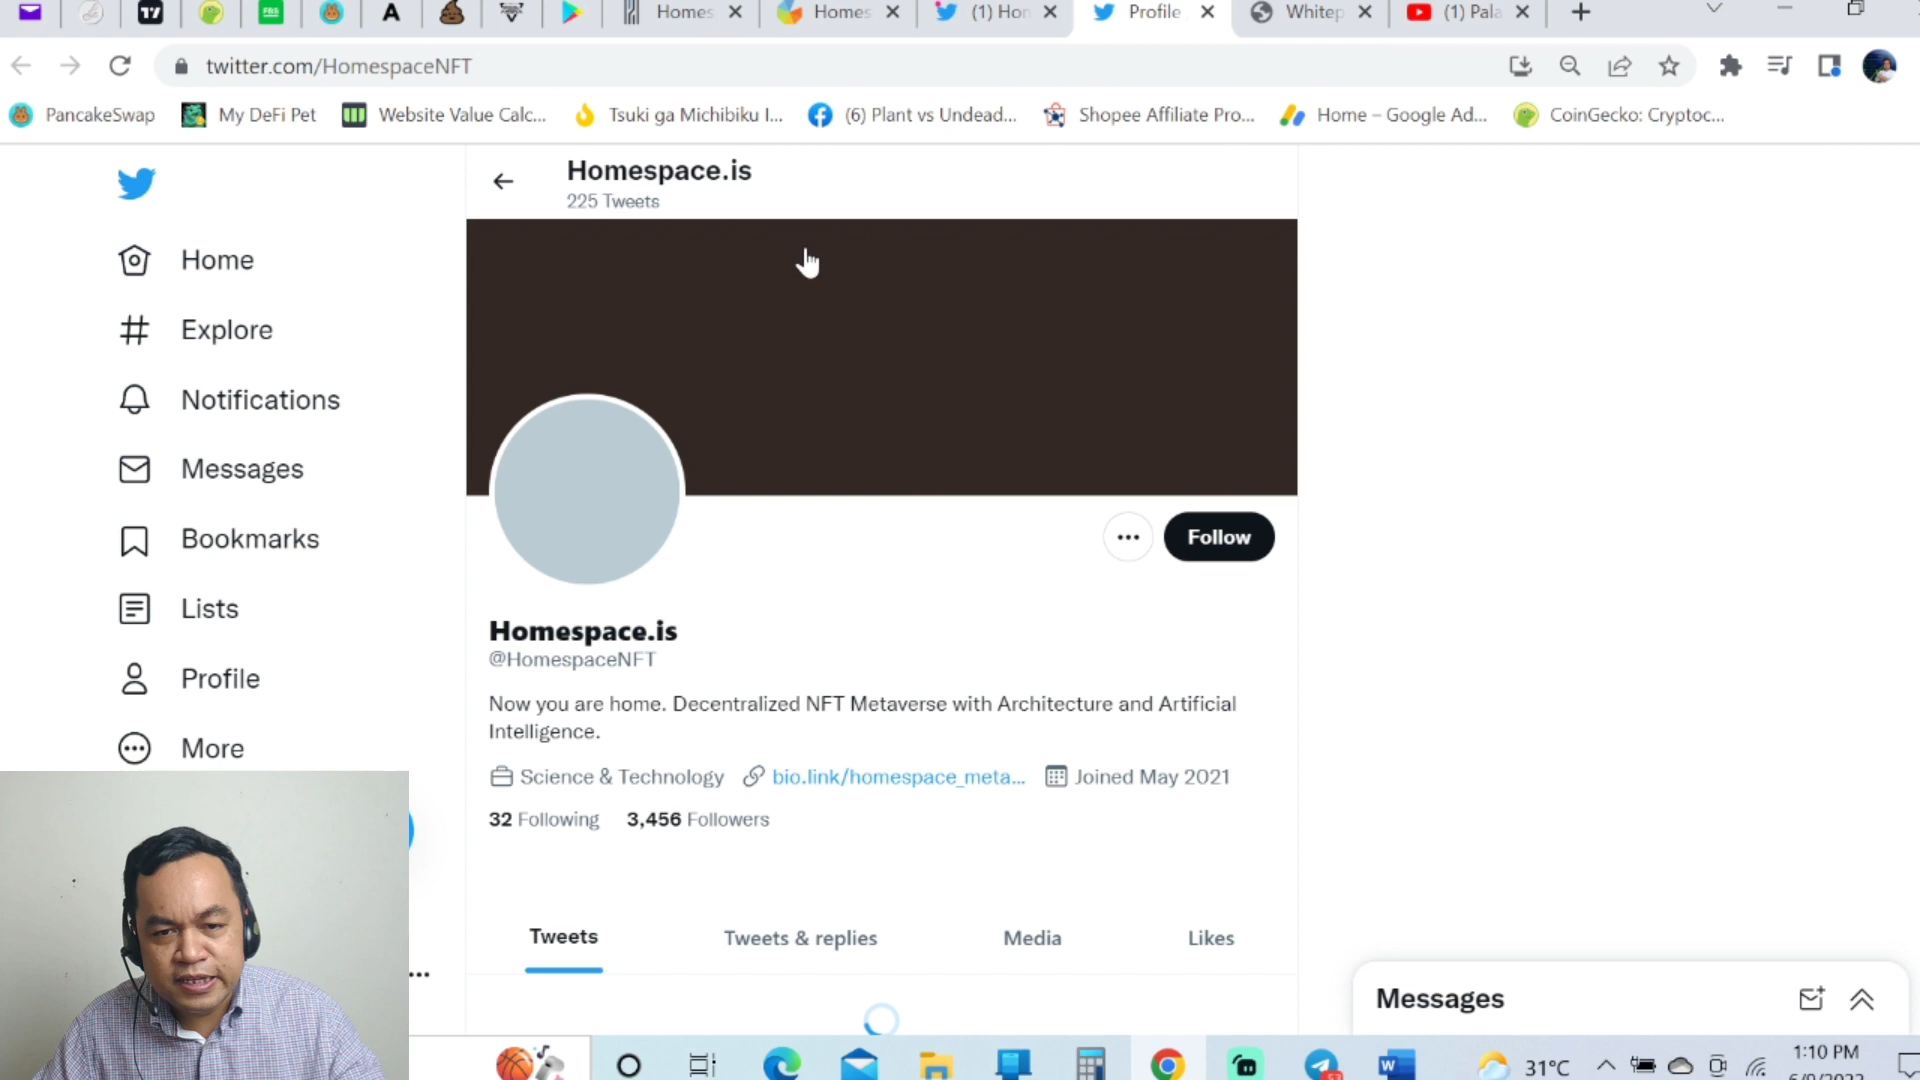 Homes
Homes
(1) Hon
Profile
Whitep
(1) Pala
twitter.com/HomespaceNFT
PancakeSwap
My DeFi Pet
Website Value Calc...
Tsuki ga Michibiku I...
(6) Plant vs Undead...
Shopee Affiliate Pro...
Home – Google Ad...
CoinGecko: Cryptoc...
Homespace.is
225 Tweets
Home
Explore
Notifications
Messages
Bookmarks
Lists
Profile
More
Follow
Homespace.is
@HomespaceNFT
Now you are home. Decentralized NFT Metaverse with Architecture and Artificial
Intelligence.
Science & Technology bio.link/homespace_meta... Joined May 2021
32 Following 3,456 Followers
Tweets
Tweets & replies
Media
Likes
Messages
31°C
1:10 PM